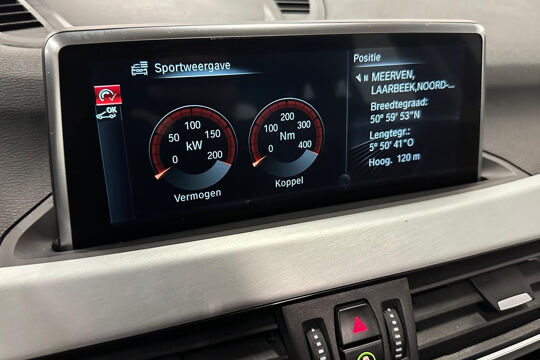 Sportweergave
OK
50 100 150
0 200
kW
Vermogen
100 200 300
0 400
Nm
Koppel
Positie
N MEERVEN,
LAARBEEK,NOORD-...
Breedtegraad:
50° 59' 53"N
Lengtegr.:
5° 50' 41"O
Hoog. 120 m